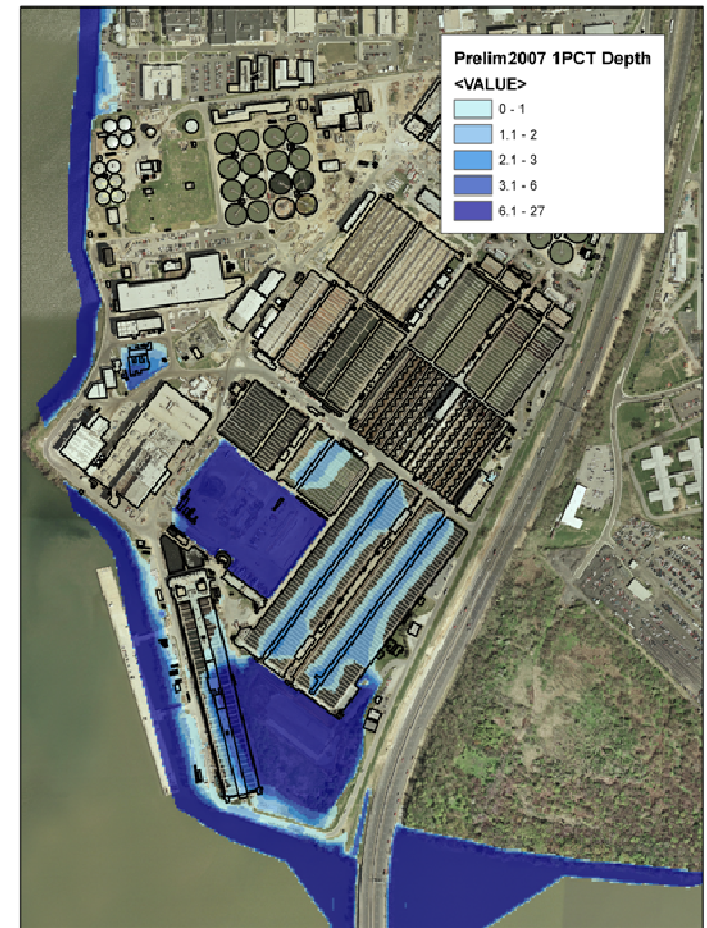 Prelim2007 1PCT Depth
<VALUE>
0 - 1
1.1 - 2
2.1 - 3
3.1 - 6
6.1 - 27